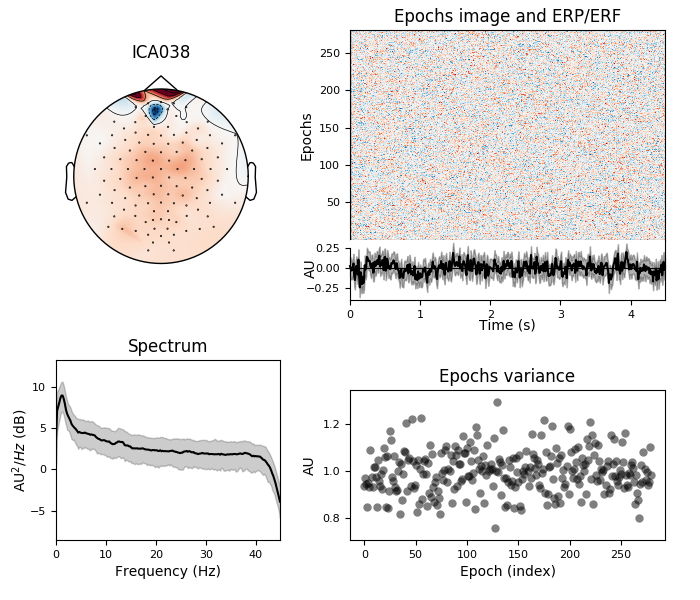 ICA038
Epochs image and ERP/ERF
Epochs
250
200
150
100
50
AU
0.25
0.00
−0.25
0 1 2 3 4
Time (s)
Spectrum
AU²/Hz (dB)
10
5
0
−5
0 10 20 30 40
Frequency (Hz)
Epochs variance
AU
1.2
1.0
0.8
0 50 100 150 200 250
Epoch (index)